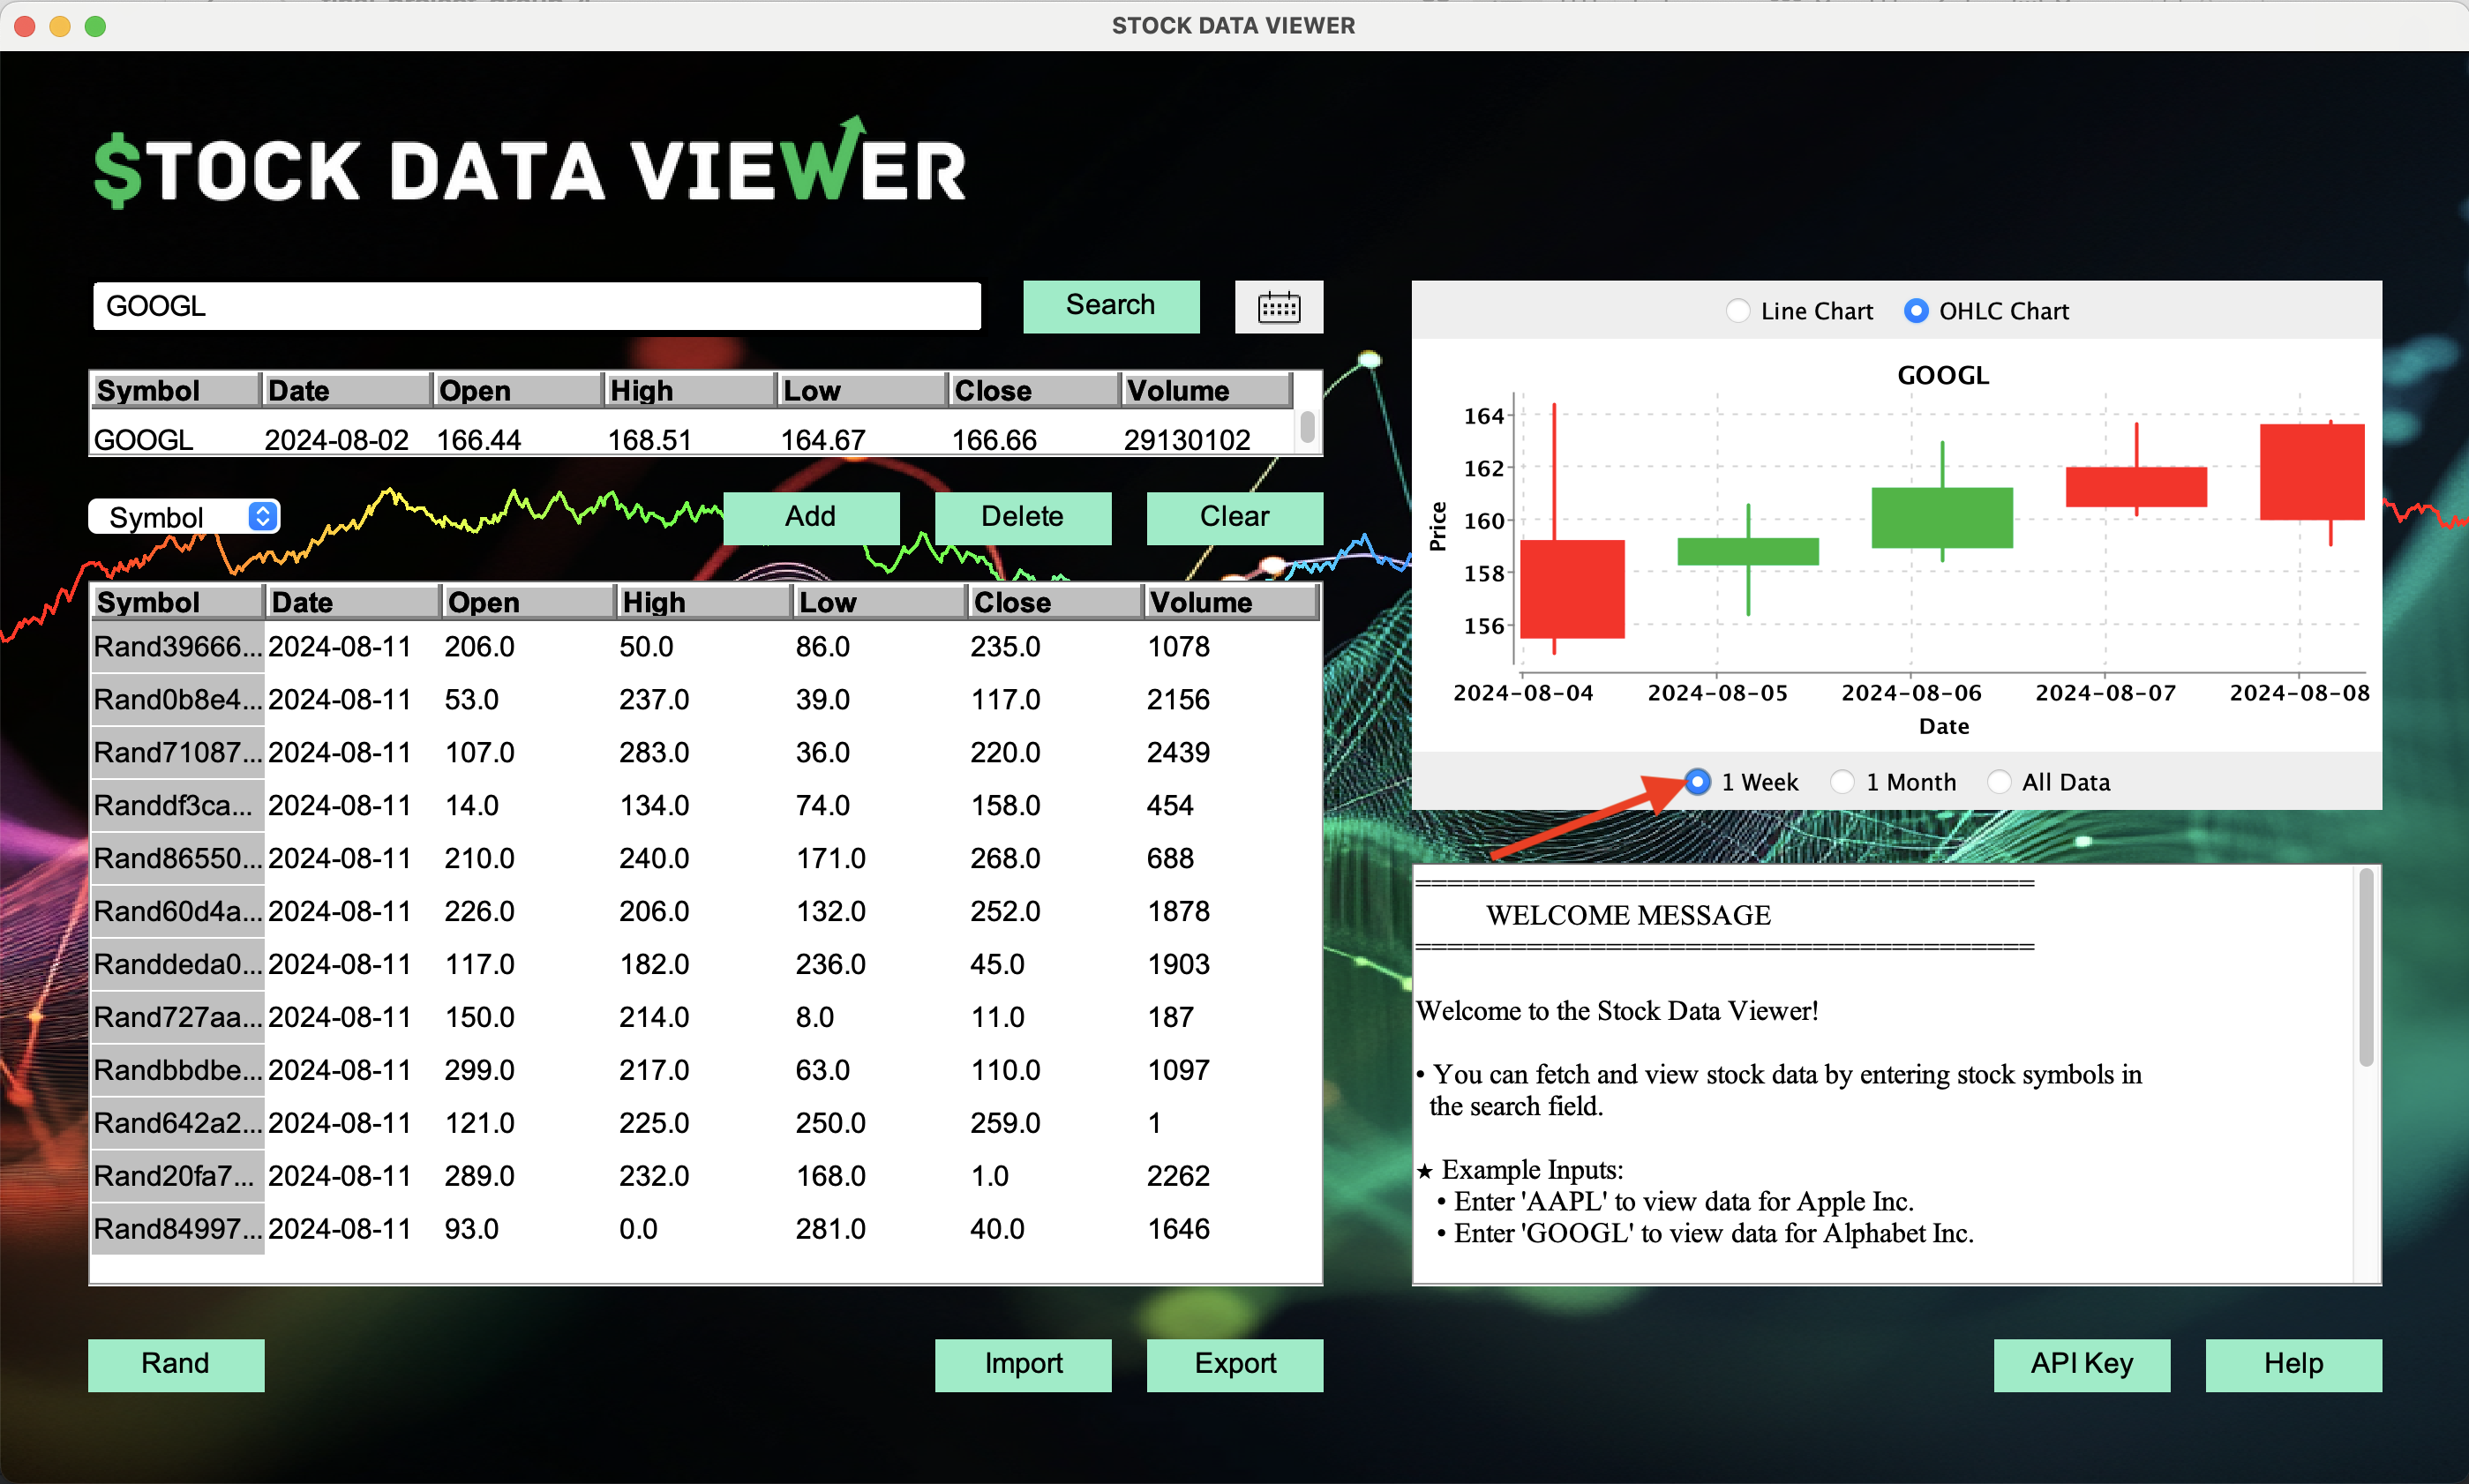 STOCK DATA VIEWER
$TOCK DATA VIEWER
GOOGL
Search
Symbol Date Open High Low Close Volume
GOOGL 2024-08-02 166.44 168.51 164.67 166.66 29130102
Symbol
Add
Delete
Clear
Symbol Date Open High Low Close Volume
Rand39666... 2024-08-11 206.0 50.0 86.0 235.0 1078
Rand0b8e4... 2024-08-11 53.0 237.0 39.0 117.0 2156
Rand71087... 2024-08-11 107.0 283.0 36.0 220.0 2439
Randdf3ca... 2024-08-11 14.0 134.0 74.0 158.0 454
Rand86550... 2024-08-11 210.0 240.0 171.0 268.0 688
Rand60d4a... 2024-08-11 226.0 206.0 132.0 252.0 1878
Randdeda0... 2024-08-11 117.0 182.0 236.0 45.0 1903
Rand727aa... 2024-08-11 150.0 214.0 8.0 11.0 187
Randbbdbe... 2024-08-11 299.0 217.0 63.0 110.0 1097
Rand642a2... 2024-08-11 121.0 225.0 250.0 259.0 1
Rand20fa7... 2024-08-11 289.0 232.0 168.0 1.0 2262
Rand84997... 2024-08-11 93.0 0.0 281.0 40.0 1646
Rand
Import
Export
Line Chart OHLC Chart
GOOGL
Price
164
162
160
158
156
2024-08-04 2024-08-05 2024-08-06 2024-08-07 2024-08-08
Date
1 Week 1 Month All Data
========================================
WELCOME MESSAGE
========================================
Welcome to the Stock Data Viewer!
• You can fetch and view stock data by entering stock symbols in
the search field.
★ Example Inputs:
• Enter 'AAPL' to view data for Apple Inc.
• Enter 'GOOGL' to view data for Alphabet Inc.
API Key
Help